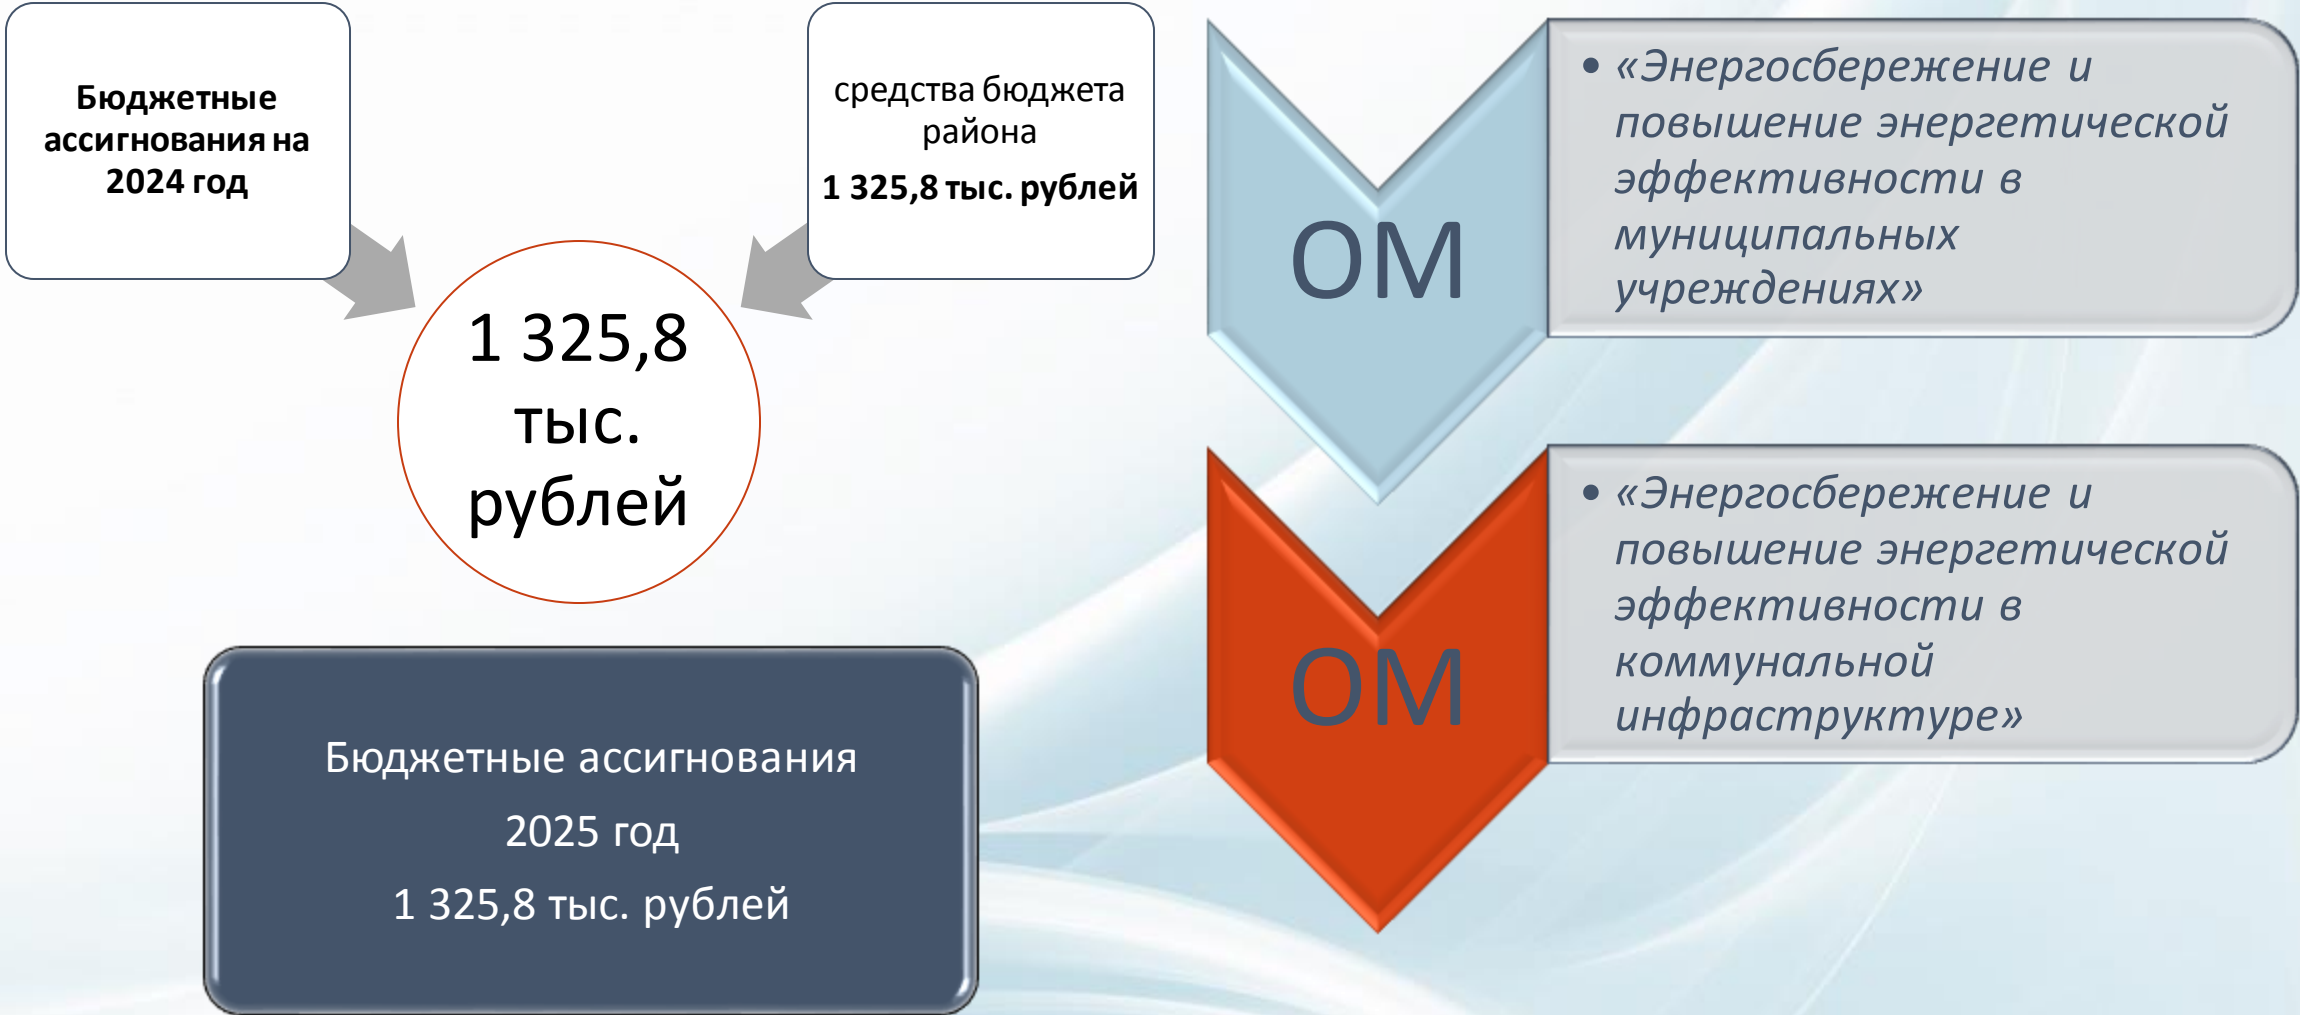 Бюджетные
ассигнования на
2024 год
средства бюджета
района
1 325,8 тыс. рублей
1 325,8
тыс.
рублей
Бюджетные ассигнования
2025 год
1 325,8 тыс. рублей
ОМ
• «Энергосбережение и
повышение энергетической
эффективности в
муниципальных
учреждениях»
ОМ
• «Энергосбережение и
повышение энергетической
эффективности в
коммунальной
инфраструктуре»